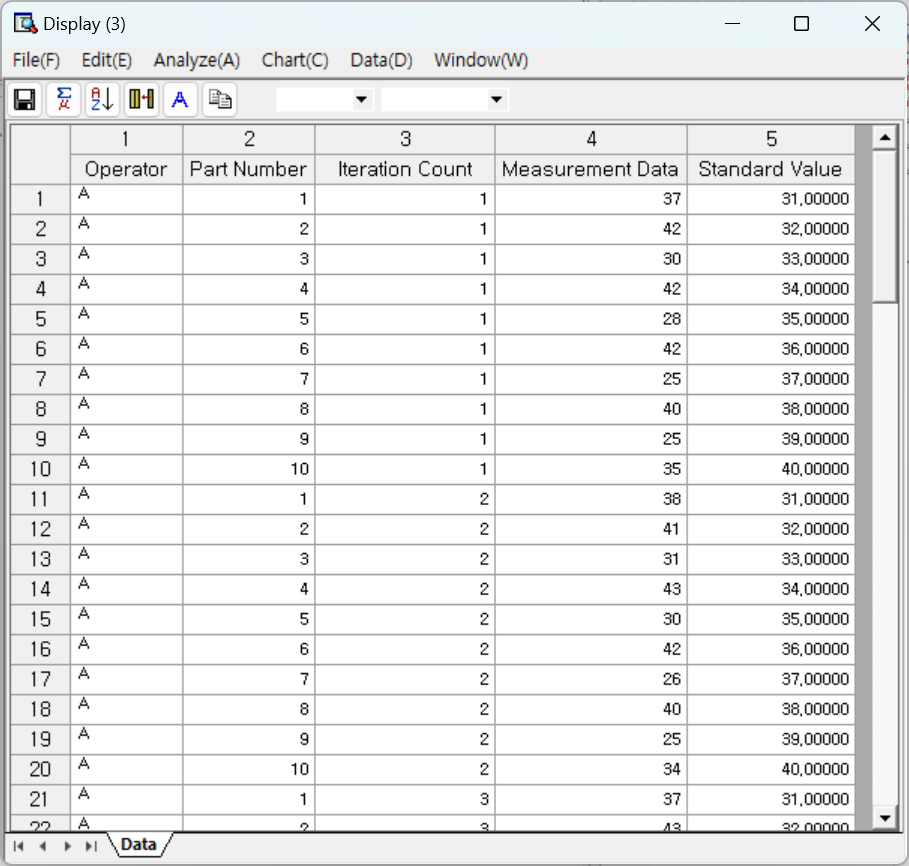 Display (3)
File(F) Edit(E) Analyze(A) Chart(C) Data(D) Window(W)
1 2 3 4 5
Operator Part Number Iteration Count Measurement Data Standard Value
1 A 1 1 37 31,00000
2 A 2 1 42 32,00000
3 A 3 1 30 33,00000
4 A 4 1 42 34,00000
5 A 5 1 28 35,00000
6 A 6 1 42 36,00000
7 A 7 1 25 37,00000
8 A 8 1 40 38,00000
9 A 9 1 25 39,00000
10 A 10 1 35 40,00000
11 A 1 2 38 31,00000
12 A 2 2 41 32,00000
13 A 3 2 31 33,00000
14 A 4 2 43 34,00000
15 A 5 2 30 35,00000
16 A 6 2 42 36,00000
17 A 7 2 26 37,00000
18 A 8 2 40 38,00000
19 A 9 2 25 39,00000
20 A 10 2 34 40,00000
21 A 1 3 37 31,00000
22 A 2 3 43 32,00000
Data